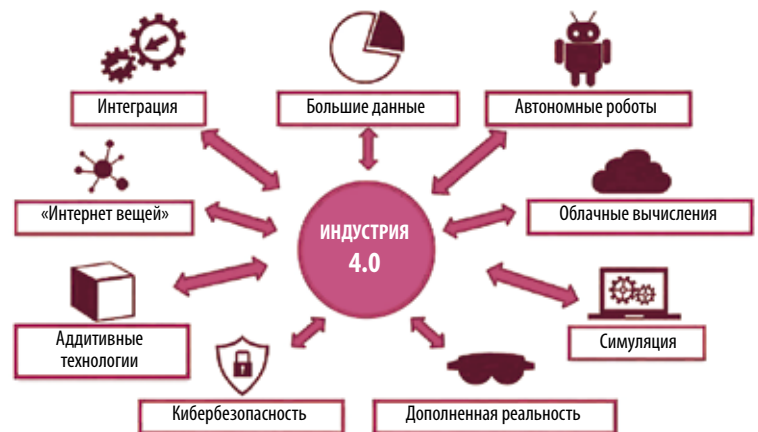 Интеграция
Большие данные
Автономные роботы
«Интернет вещей»
ИНДУСТРИЯ
4.0
Облачные вычисления
Аддитивные
технологии
Симуляция
Кибербезопасность
Дополненная реальность